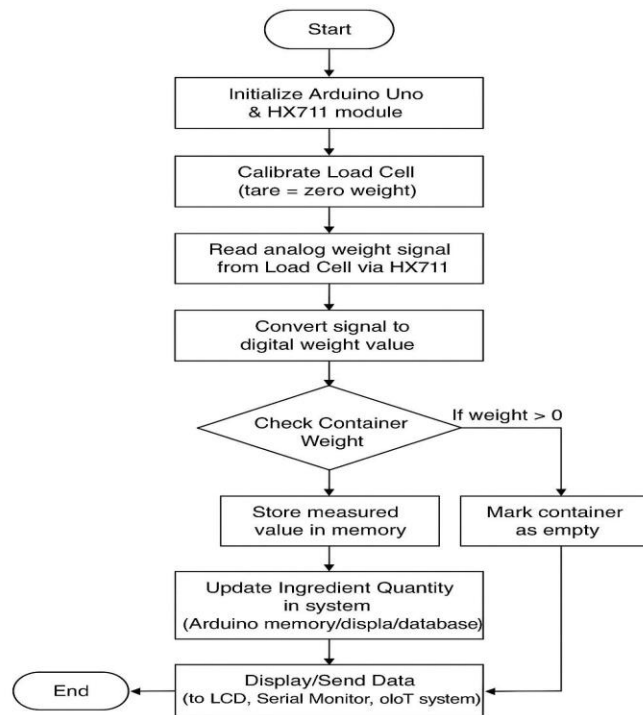 Start
Initialize Arduino Uno
& HX711 module
Calibrate Load Cell
(tare = zero weight)
Read analog weight signal
from Load Cell via HX711
Convert signal to
digital weight value
Check Container
Weight
If weight > 0
Store measured
value in memory
Mark container
as empty
Update Ingredient Quantity
in system
(Arduino memory/displa/database)
Display/Send Data
(to LCD, Serial Monitor, oIoT system)
End